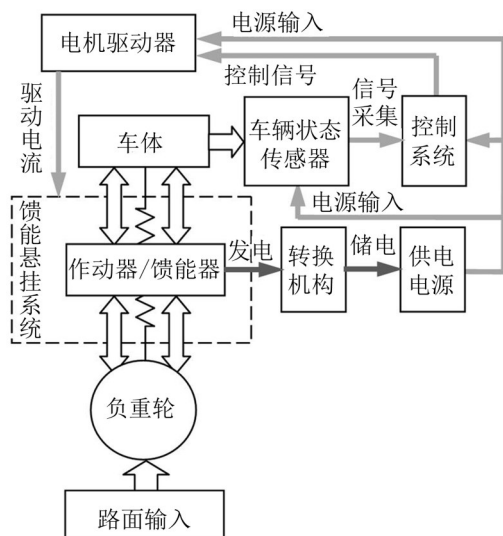 电源输入
电机驱动器
控制信号
驱动电流
信号
采集
车体
车辆状态
传感器
控制
系统
电源输入
馈能悬挂系统
作动器/馈能器
发电
转换
机构
储电
供电
电源
负重轮
路面输入